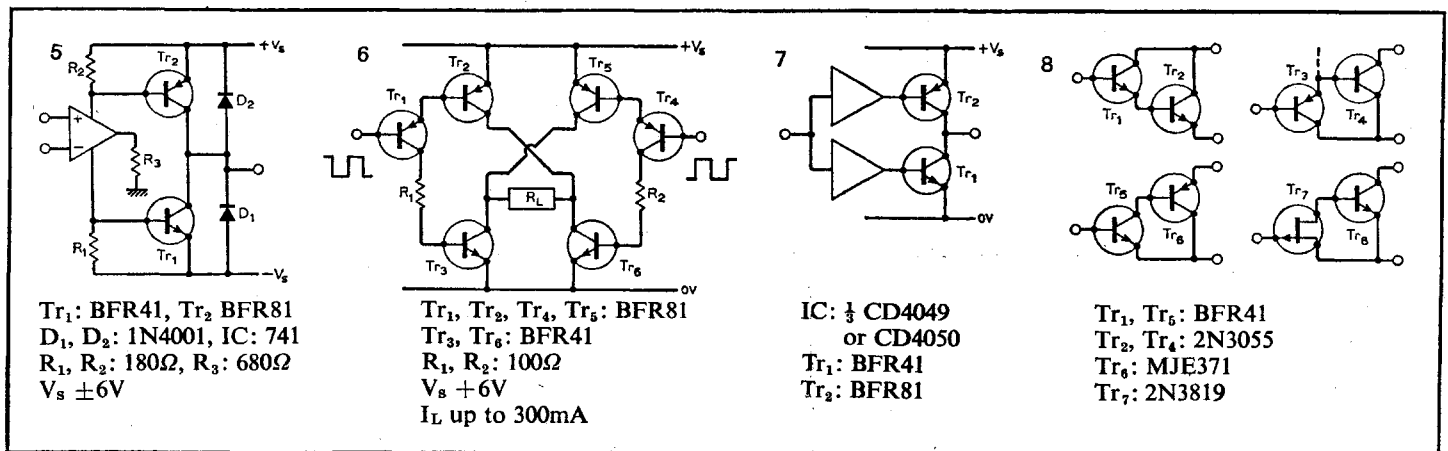 5
+Vs
R2
Tr2
D2
+
−
R3
D1
R1
Tr1
−Vs
Tr₁: BFR41, Tr₂ BFR81
D₁, D₂: 1N4001, IC: 741
R₁, R₂: 180Ω, R₃: 680Ω
Vs ±6V
6
+Vs
Tr2
Tr5
Tr1
Tr4
R1
RL
R2
Tr3
Tr6
0V
Tr₁, Tr₂, Tr₄, Tr₅: BFR81
Tr₃, Tr₆: BFR41
R₁, R₂: 100Ω
Vs +6V
IL up to 300mA
7
+Vs
Tr2
Tr1
0V
IC: ⅓ CD4049
or CD4050
Tr₁: BFR41
Tr₂: BFR81
8
Tr2
Tr1
Tr3
Tr4
Tr5
Tr6
Tr7
Tr8
Tr₁, Tr₅: BFR41
Tr₂, Tr₄: 2N3055
Tr₆: MJE371
Tr₇: 2N3819